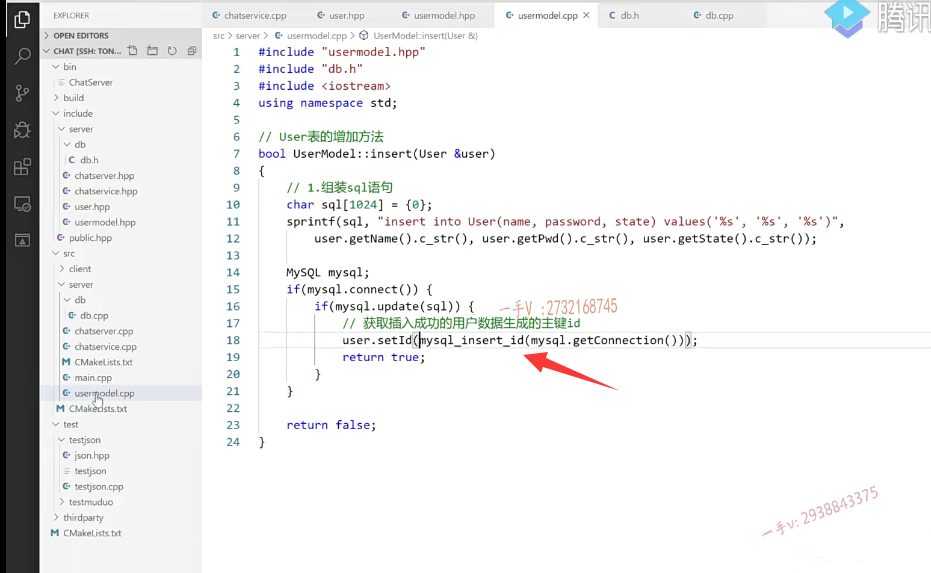 EXPLORER
OPEN EDITORS
CHAT [SSH: TON...
bin
ChatServer
build
include
server
db
db.h
chatserver.hpp
chatservice.hpp
user.hpp
usermodel.hpp
public.hpp
src
client
server
db
db.cpp
chatserver.cpp
chatservice.cpp
CMakeLists.txt
main.cpp
usermodel.cpp
CMakeLists.txt
test
testjson
json.hpp
testjson
testjson.cpp
testmuduo
thirdparty
CMakeLists.txt
chatservice.cpp user.hpp usermodel.hpp usermodel.cpp db.h db.cpp
腾讯
src > server > usermodel.cpp > UserModel::insert(User &)
1 #include "usermodel.hpp"
2 #include "db.h"
3 #include <iostream>
4 using namespace std;
5
6 // User表的增加方法
7 bool UserModel::insert(User &user)
8 {
9 // 1.组装sql语句
10 char sql[1024] = {0};
11 sprintf(sql, "insert into User(name, password, state) values('%s', '%s', '%s')",
12 user.getName().c_str(), user.getPwd().c_str(), user.getState().c_str());
13
14 MySQL mysql;
15 if(mysql.connect()) {
16 if(mysql.update(sql)) {
一手V :2732168745
17 // 获取插入成功的用户数据生成的主键id
18 user.setId(mysql_insert_id(mysql.getConnection()));
19 return true;
20 }
21 }
22
23 return false;
24 }
一手v: 2938843375